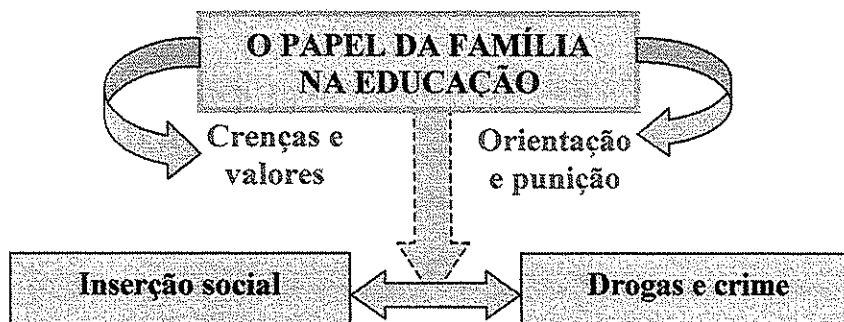 O PAPEL DA FAMÍLIA
NA EDUCAÇÃO
Crenças e
valores
Orientação
e punição
Inserção social
Drogas e crime